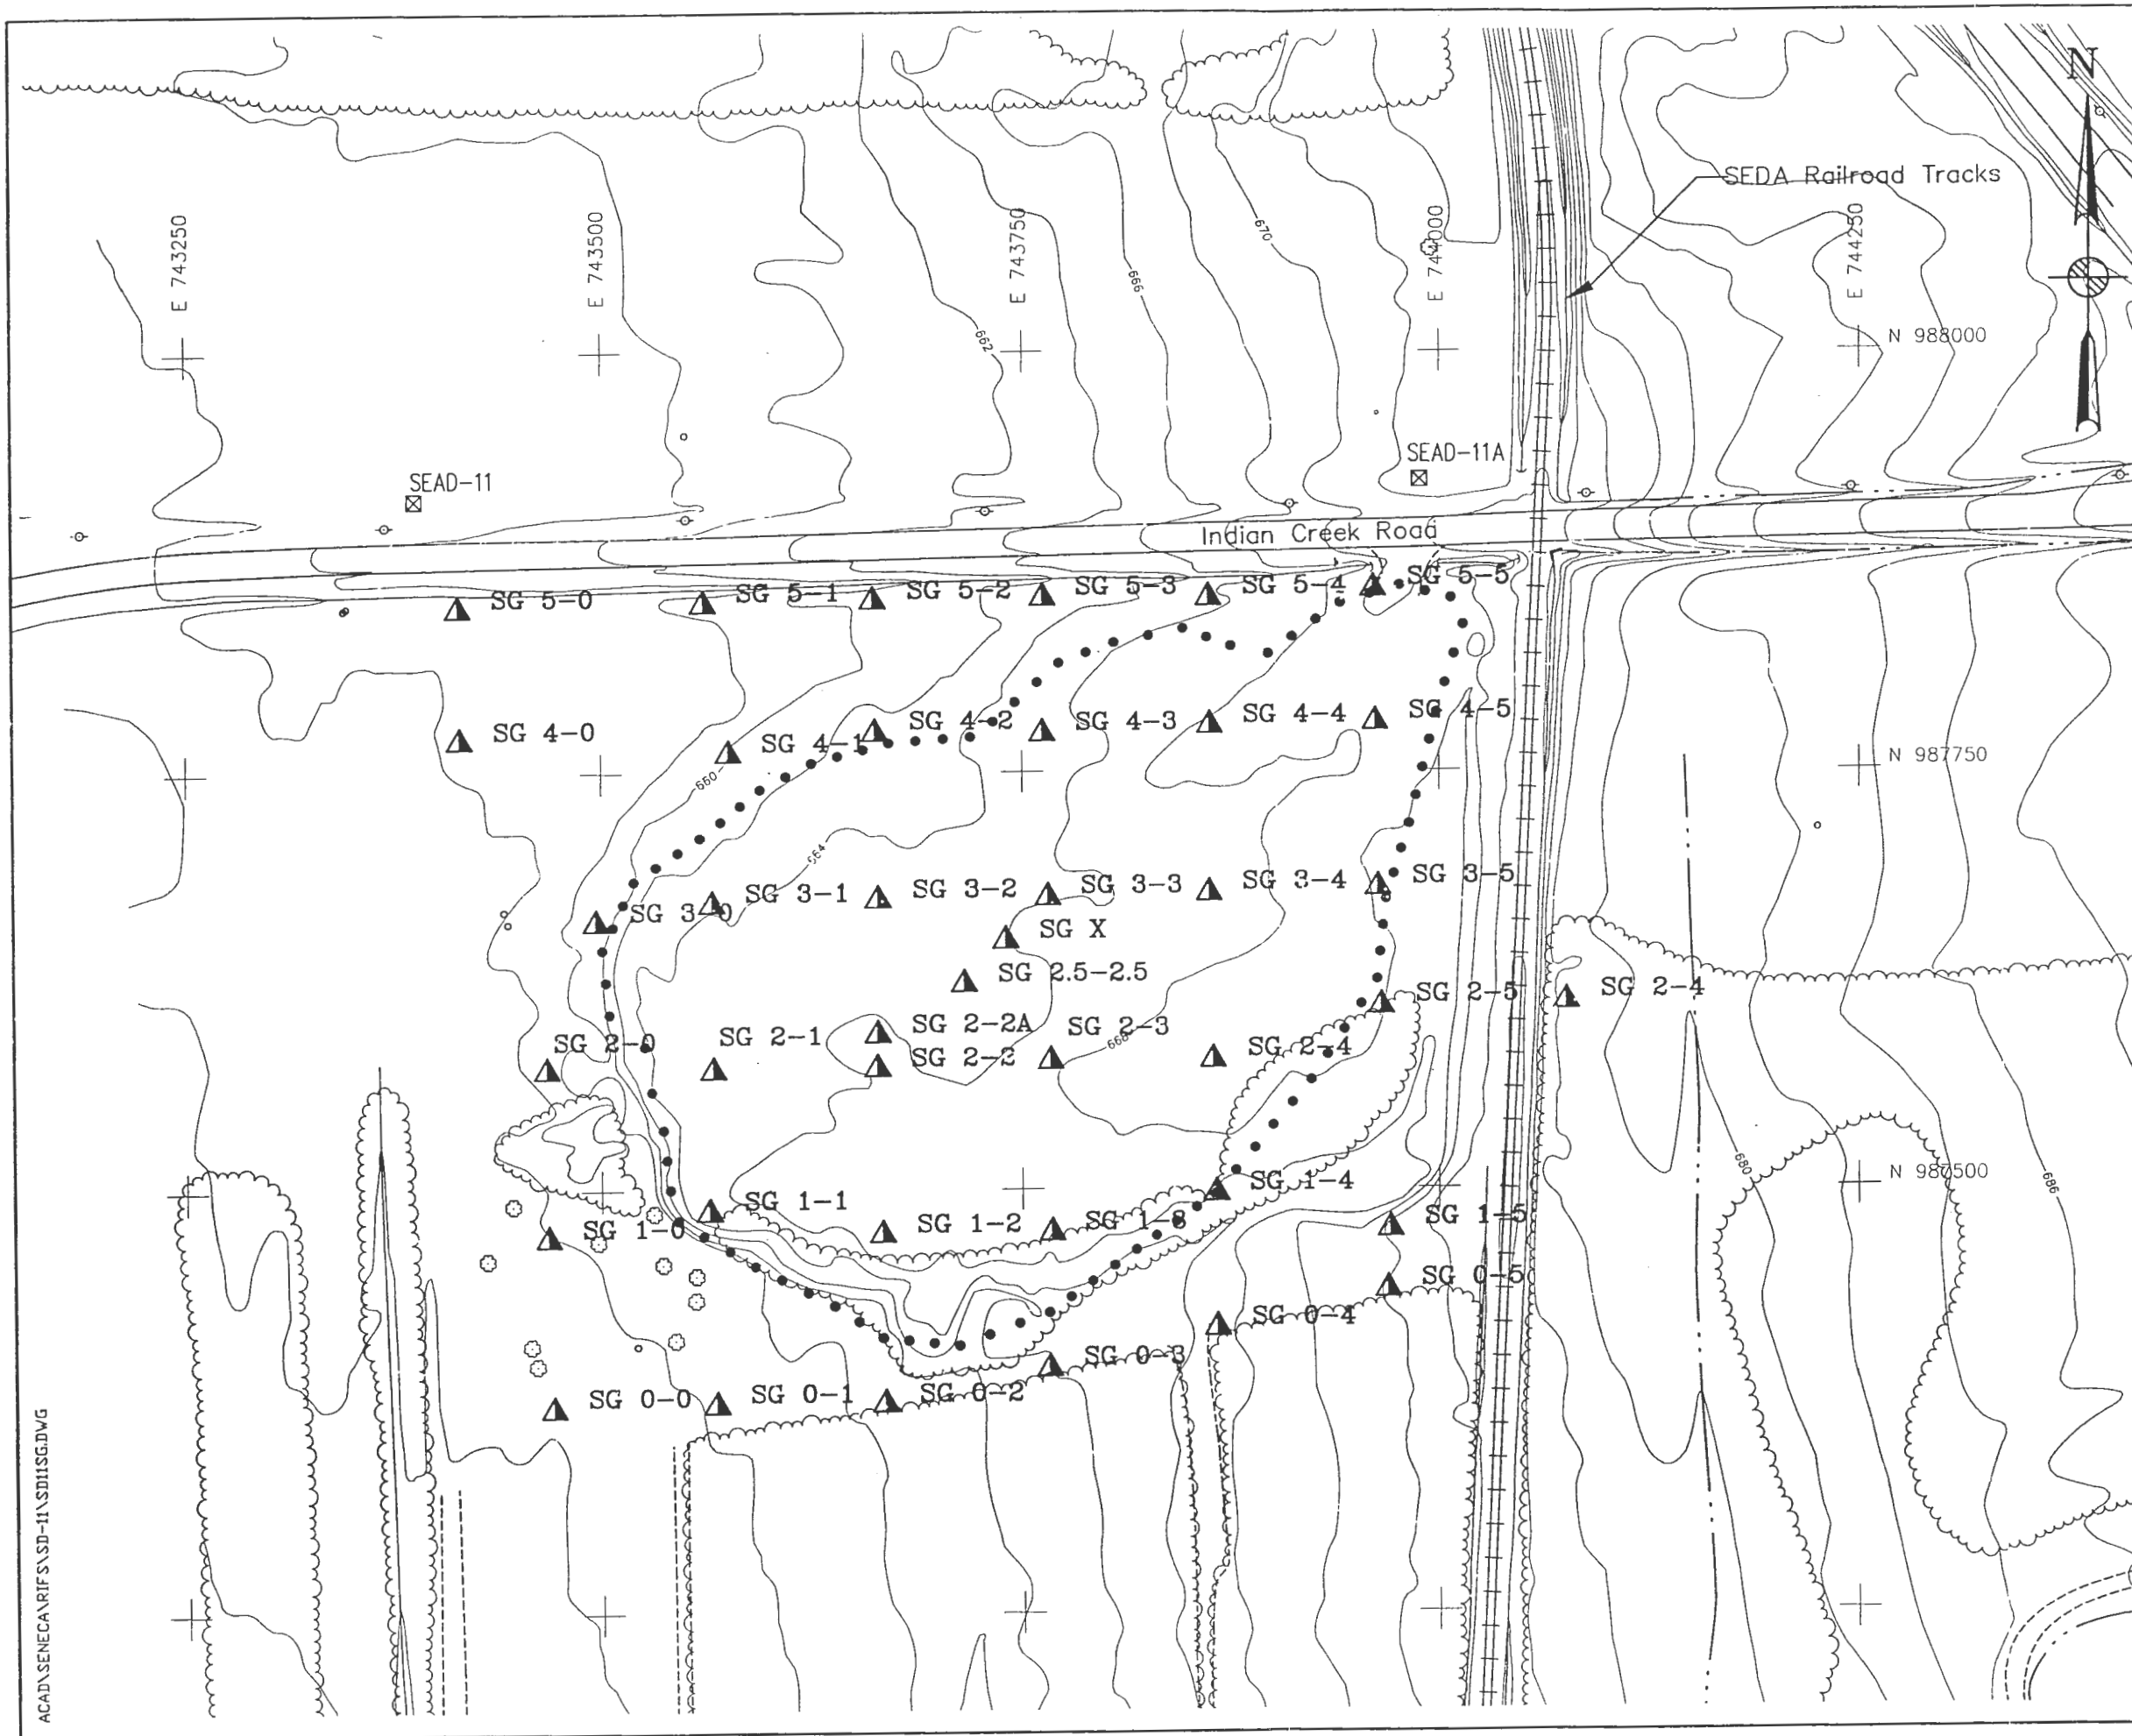 N
SEDA Railroad Tracks
E 743250
E 743500
E 743750
E 744000
E 744250
670
666
662
N 988000
SEAD-11
SEAD-11A
Indian Creek Road
SG 5-0
SG 5-1
SG 5-2
SG 5-3
SG 5-4
SG 5-5
SG 4-0
SG 4-1
SG 4-2
SG 4-3
SG 4-4
SG 4-5
660
N 987750
664
SG 3-0
SG 3-1
SG 3-2
SG 3-3
SG 3-4
SG 3-5
SG X
SG 2.5-2.5
SG 2-5
SG 2-4
SG 2-0
SG 2-1
SG 2-2A
SG 2-3
668
SG 2-2
SG 2-4
680
N 987500
686
SG 1-0
SG 1-1
SG 1-2
SG 1-3
SG 1-4
SG 1-5
SG 0-5
SG 0-4
SG 0-3
SG 0-0
SG 0-1
SG 0-2
ACAD\SENECA\RIFS\SD-11\SD11SG.DWG